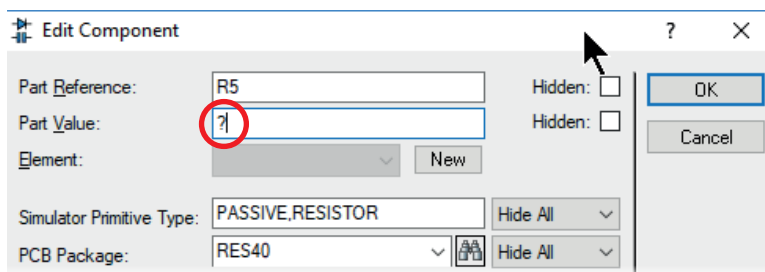 Edit Component ? ×
Part Reference: R5 Hidden: OK
Part Value: ? Hidden: Cancel
Element: New
Simulator Primitive Type: PASSIVE,RESISTOR Hide All
PCB Package: RES40 Hide All